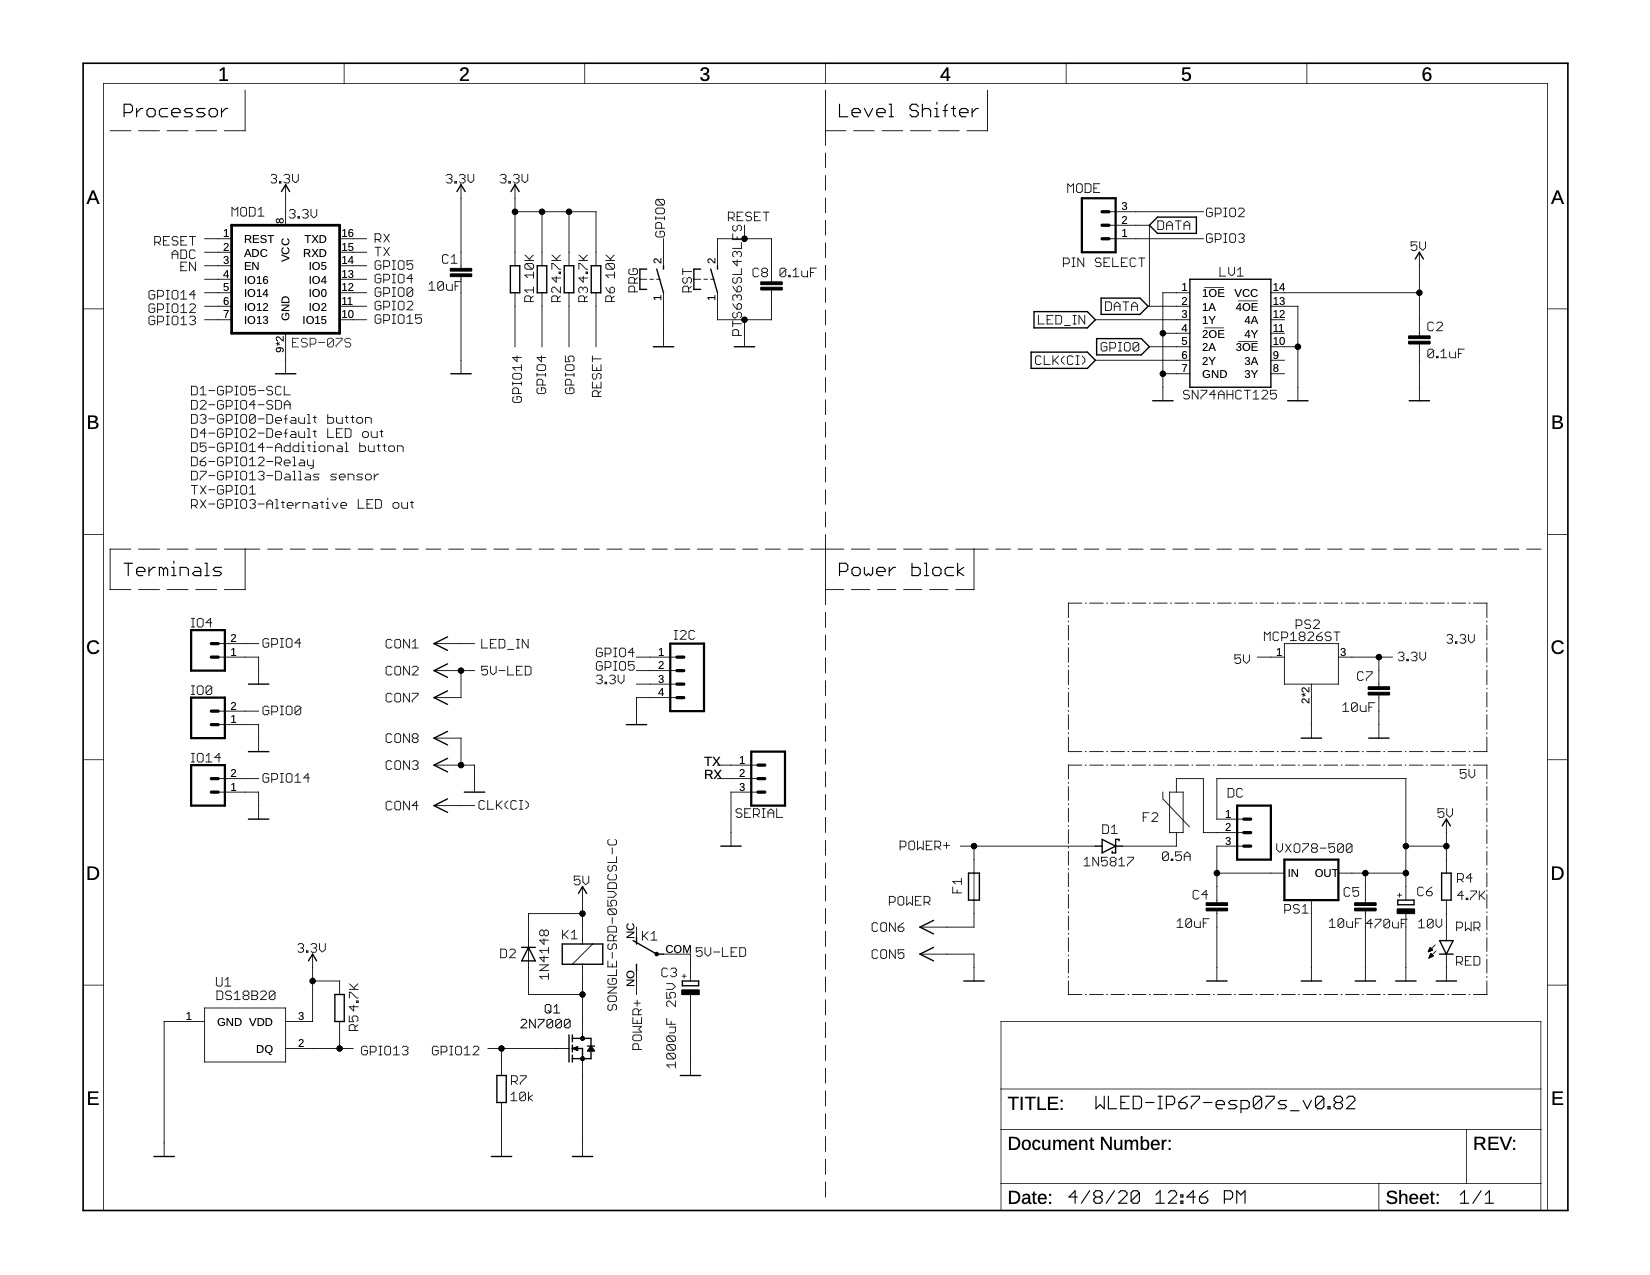 1 2 3 4 5 6
A
B
C
D
E
A
B
C
D
E
Processor
3.3V
MOD1
3.3V
8
RESET 1 REST TXD 16 RX
ADC 2 ADC RXD 15 TX
EN 3 EN IO5 14 GPIO5
4 IO16 IO4 13 GPIO4
GPIO14 5 IO14 IO0 12 GPIO0
GPIO12 6 IO12 IO2 11 GPIO2
GPIO13 7 IO13 IO15 10 GPIO15
VCC
GND
9*2
ESP-07S
D1-GPIO5-SCL
D2-GPIO4-SDA
D3-GPIO0-Default button
D4-GPIO2-Default LED out
D5-GPIO14-Additional button
D6-GPIO12-Relay
D7-GPIO13-Dallas sensor
TX-GPIO1
RX-GPIO3-Alternative LED out
3.3V
C1
10uF
3.3V
R1 10K
R2 4.7K
R3 4.7K
R6 10K
GPIO14
GPIO4
GPIO5
RESET
GPIO0
PRG
2
1
RESET
RST
2
1
PTS636SL43LFS
C8 0.1uF
Level Shifter
MODE
3 GPIO2
2 DATA
1 GPIO3
PIN SELECT
LV1
1 1OE VCC 14
DATA 2 1A 4OE 13
LED_IN 3 1Y 4A 12
4 2OE 4Y 11
GPIO0 5 2A 3OE 10
CLK(CI) 6 2Y 3A 9
7 GND 3Y 8
SN74AHCT125
5V
C2
0.1uF
Terminals
IO4
2 GPIO4
1
IO0
2 GPIO0
1
IO14
2 GPIO14
1
CON1 LED_IN
CON2 5V-LED
CON7
CON8
CON3
CON4 CLK(CI)
I2C
GPIO4 1
GPIO5 2
3.3V 3
4
TX 1
RX 2
3
SERIAL
U1
DS18B20
1 GND VDD 3
DQ 2
3.3V
R5 4.7K
GPIO13
GPIO12
R7
10k
Q1
2N7000
5V
D2
1N4148
K1
SONGLE-SRD-05VDCSL-C
NC
K1
COM 5V-LED
NO
POWER+
C3
+
1000uF 25V
Power block
PS2
MCP1826ST
3.3V
5V 1 3 3.3V
2*2
C7
10uF
5V
POWER+
F1
POWER
CON6
CON5
D1
1N5817
F2
0.5A
DC
1
2
3
VXO78-500
IN OUT
PS1
C4
10uF
C5
10uF
+
C6
470uF 10V
5V
R4
4.7K
PWR
RED
TITLE: WLED-IP67-esp07s_v0.82
Document Number:
REV:
Date: 4/8/20 12:46 PM
Sheet: 1/1